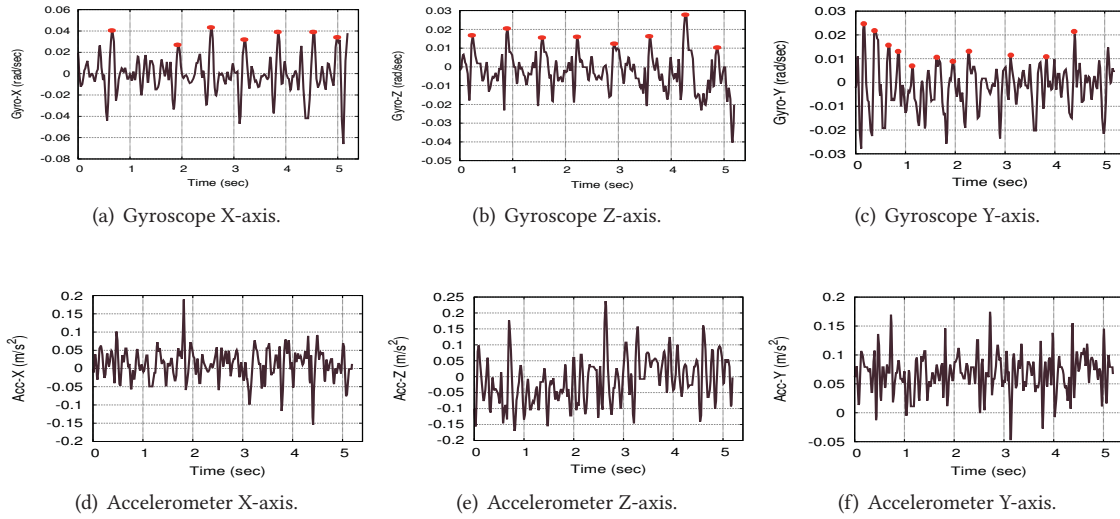 0.06
0.04
0.02
0
-0.02
-0.04
-0.06
-0.08
Gyro-X (rad/sec)
0 1 2 3 4 5
Time (sec)
(a) Gyroscope X-axis.
0.03
0.02
0.01
0
-0.01
-0.02
-0.03
-0.04
-0.05
Gyro-Z (rad/sec)
0 1 2 3 4 5
Time (sec)
(b) Gyroscope Z-axis.
0.03
0.02
0.01
0
-0.01
-0.02
-0.03
Gyro-Y (rad/sec)
0 1 2 3 4 5
Time (sec)
(c) Gyroscope Y-axis.
0.2
0.15
0.1
0.05
0
-0.05
-0.1
-0.15
-0.2
Acc-X (m/s²)
0 1 2 3 4 5
Time (sec)
(d) Accelerometer X-axis.
0.25
0.2
0.15
0.1
0.05
0
-0.05
-0.1
-0.15
-0.2
Acc-Z (m/s²)
0 1 2 3 4 5
Time (sec)
(e) Accelerometer Z-axis.
0.2
0.15
0.1
0.05
0
-0.05
Acc-Y (m/s²)
0 1 2 3 4 5
Time (sec)
(f) Accelerometer Y-axis.